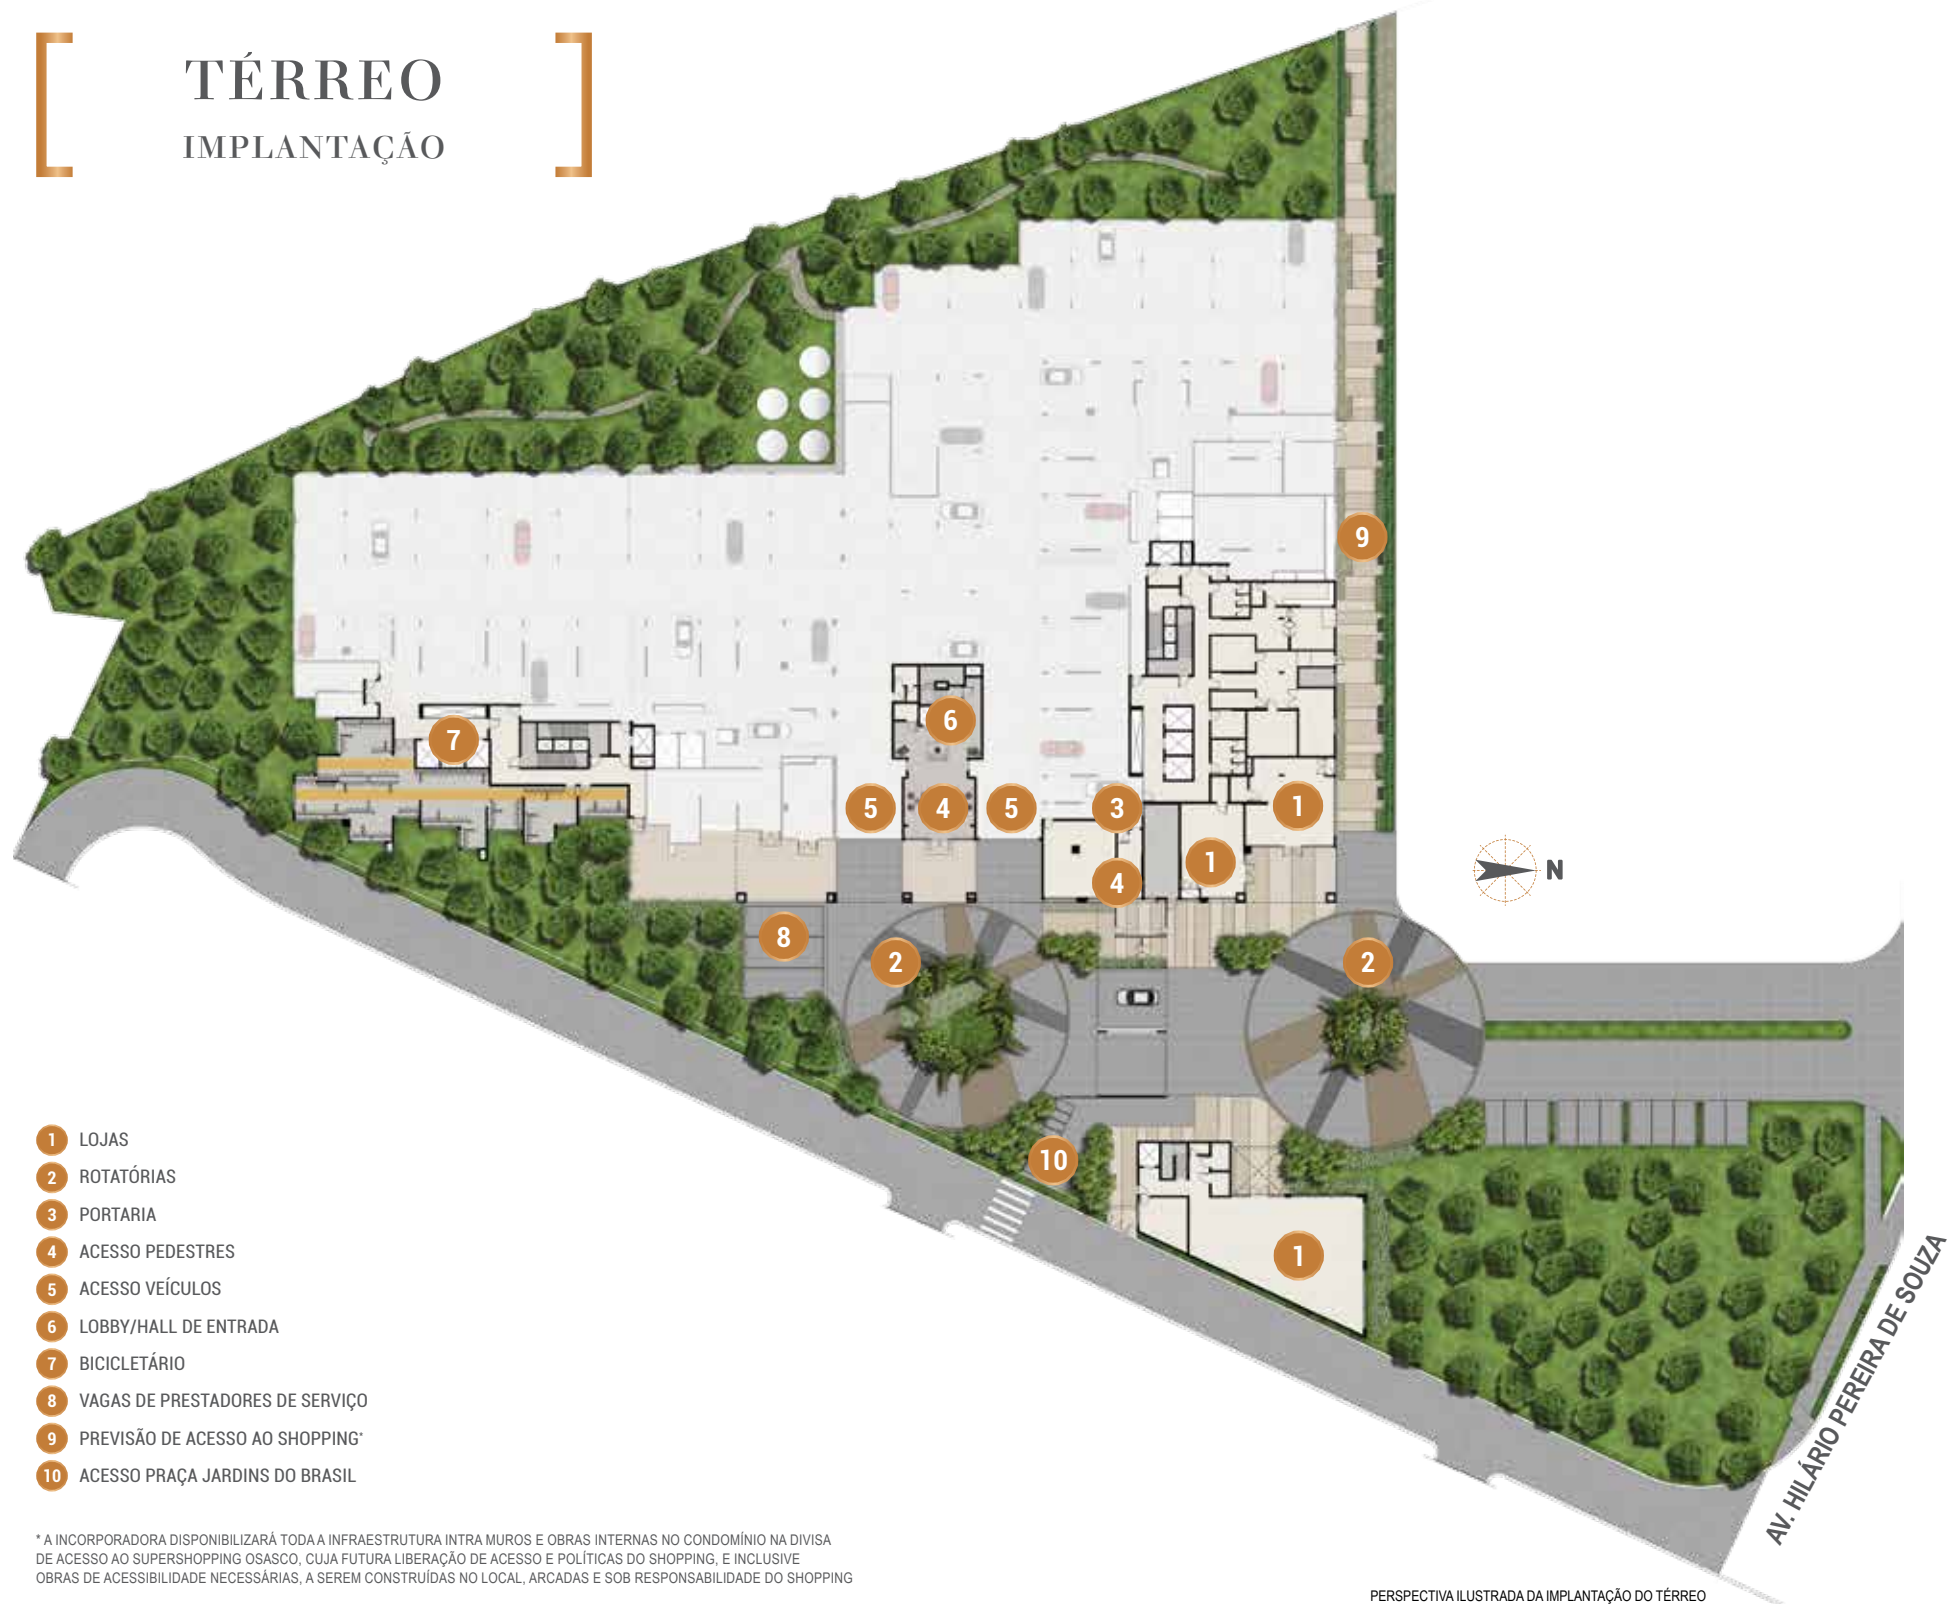 TÉRREO
IMPLANTAÇÃO
9
7
6
5
4
5
3
1
1
4
8
2
2
N
10
1
1 LOJAS
2 ROTATÓRIAS
3 PORTARIA
4 ACESSO PEDESTRES
5 ACESSO VEÍCULOS
6 LOBBY/HALL DE ENTRADA
7 BICICLETÁRIO
8 VAGAS DE PRESTADORES DE SERVIÇO
9 PREVISÃO DE ACESSO AO SHOPPING*
10 ACESSO PRAÇA JARDINS DO BRASIL
AV. HILÁRIO PEREIRA DE SOUZA
* A INCORPORADORA DISPONIBILIZARÁ TODA A INFRAESTRUTURA INTRA MUROS E OBRAS INTERNAS NO CONDOMÍNIO NA DIVISA
DE ACESSO AO SUPERSHOPPING OSASCO, CUJA FUTURA LIBERAÇÃO DE ACESSO E POLÍTICAS DO SHOPPING, E INCLUSIVE
OBRAS DE ACESSIBILIDADE NECESSÁRIAS, A SEREM CONSTRUÍDAS NO LOCAL, ARCADAS E SOB RESPONSABILIDADE DO SHOPPING
PERSPECTIVA ILUSTRADA DA IMPLANTAÇÃO DO TÉRREO